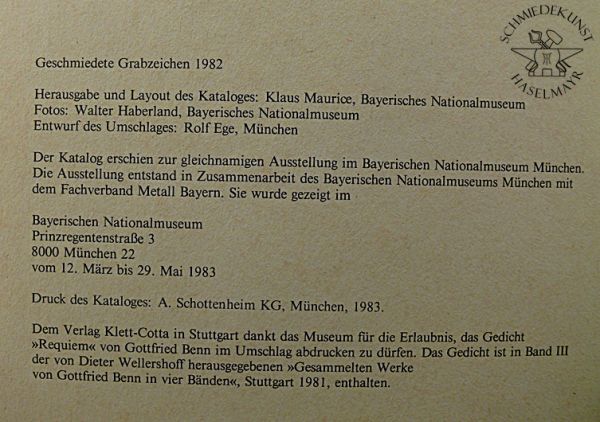 SCHMIEDEKUNST
HASELMAYR
Geschmiedete Grabzeichen 1982
Herausgabe und Layout des Kataloges: Klaus Maurice, Bayerisches Nationalmuseum
Fotos: Walter Haberland, Bayerisches Nationalmuseum
Entwurf des Umschlages: Rolf Ege, München
Der Katalog erschien zur gleichnamigen Ausstellung im Bayerischen Nationalmuseum München.
Die Ausstellung entstand in Zusammenarbeit des Bayerischen Nationalmuseums München mit
dem Fachverband Metall Bayern. Sie wurde gezeigt im
Bayerischen Nationalmuseum
Prinzregentenstraße 3
8000 München 22
vom 12. März bis 29. Mai 1983
Druck des Kataloges: A. Schottenheim KG, München, 1983.
Dem Verlag Klett-Cotta in Stuttgart dankt das Museum für die Erlaubnis, das Gedicht
»Requiem« von Gottfried Benn im Umschlag abdrucken zu dürfen. Das Gedicht ist in Band III
der von Dieter Wellershoff herausgegebenen »Gesammelten Werke
von Gottfried Benn in vier Bänden«, Stuttgart 1981, enthalten.